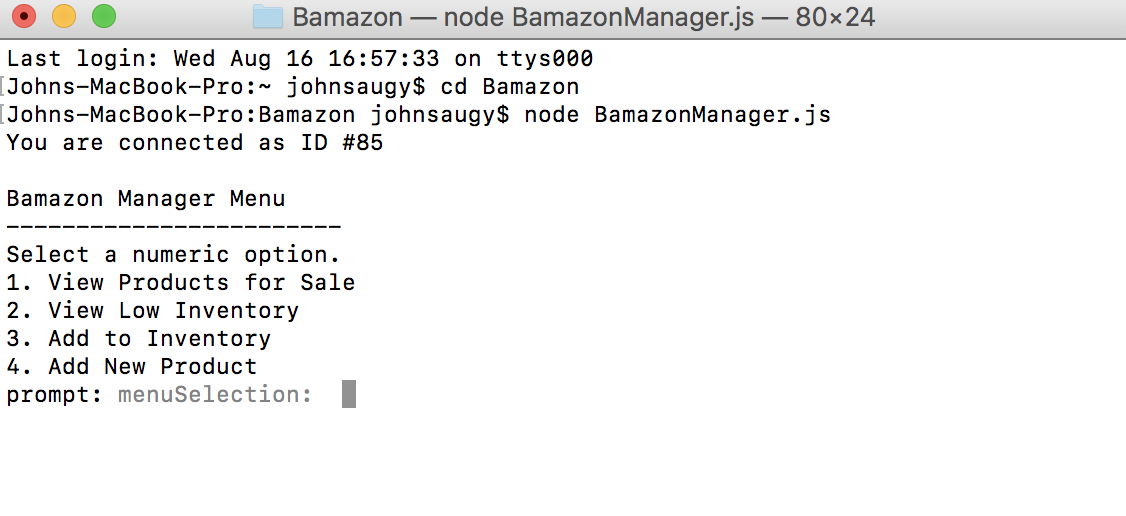 Bamazon — node BamazonManager.js — 80×24
Last login: Wed Aug 16 16:57:33 on ttys000
[Johns-MacBook-Pro:~ johnsaugy$ cd Bamazon
[Johns-MacBook-Pro:Bamazon johnsaugy$ node BamazonManager.js
You are connected as ID #85
Bamazon Manager Menu
------------------------
Select a numeric option.
1. View Products for Sale
2. View Low Inventory
3. Add to Inventory
4. Add New Product
prompt: menuSelection: